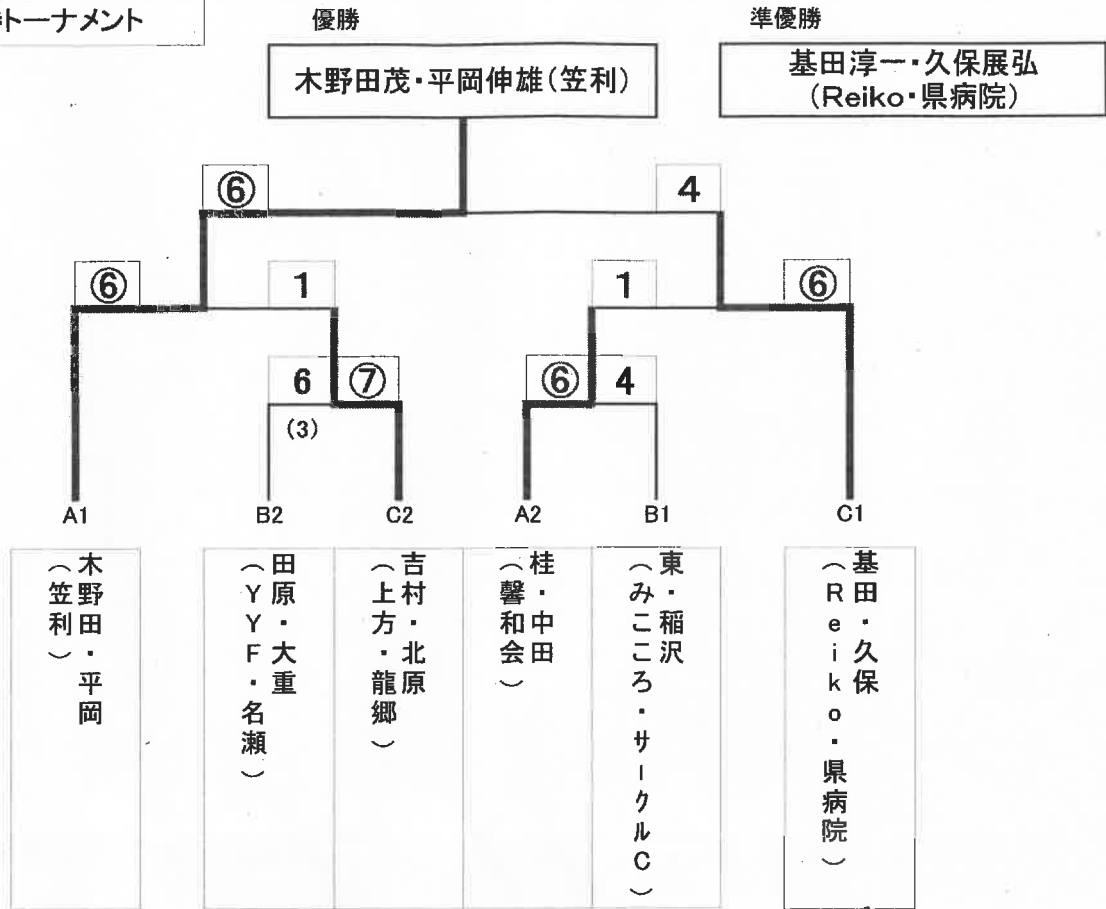 トーナメント
優勝
準優勝
木野田茂・平岡伸雄(笠利)
基田淳一・久保展弘
(Reiko・県病院)
⑥
4
⑥
1
1
⑥
6
⑦
⑥
4
(3)
A1
B2
C2
A2
B1
C1
木野田・平岡
(笠利)
田原・大重
(YYF・名瀬)
吉村・北原
(上方・龍郷)
桂・中田
(馨和会)
東・稲沢
(みこころ・サークルC)
基田・久保
(Reiko・県病院)